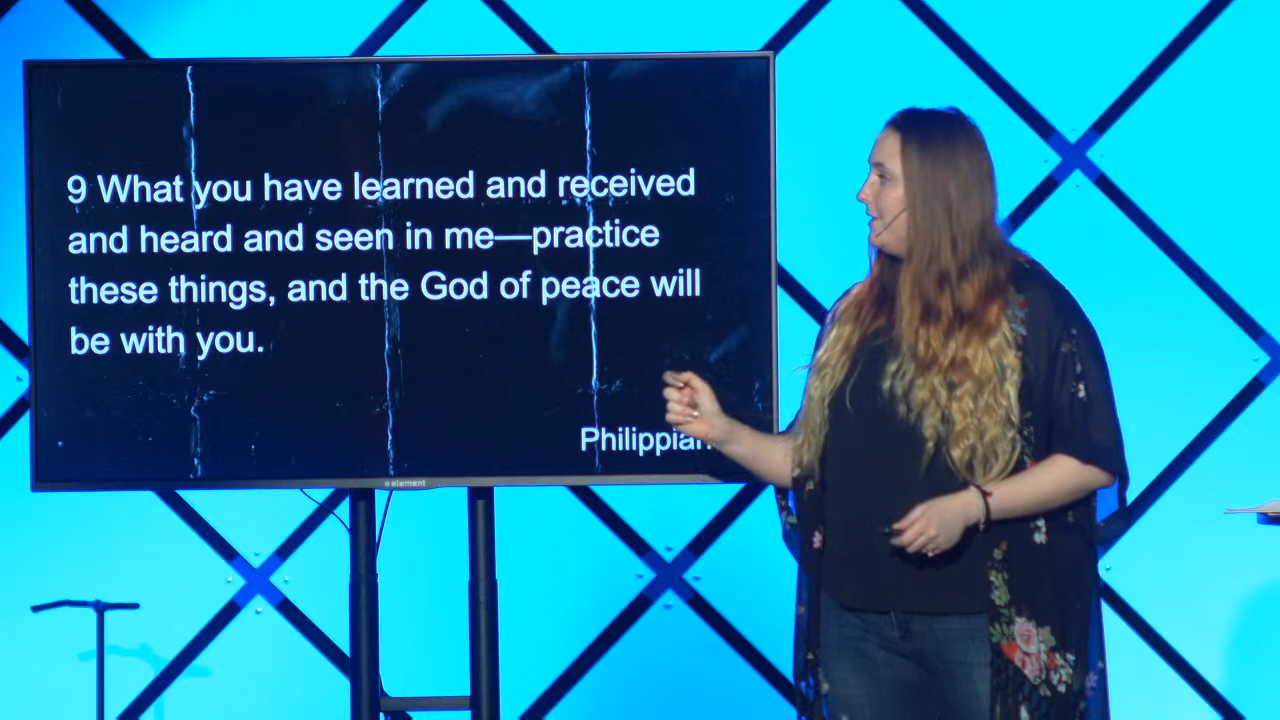 9 What you have learned and received
and heard and seen in me—practice
these things, and the God of peace will
be with you.
element